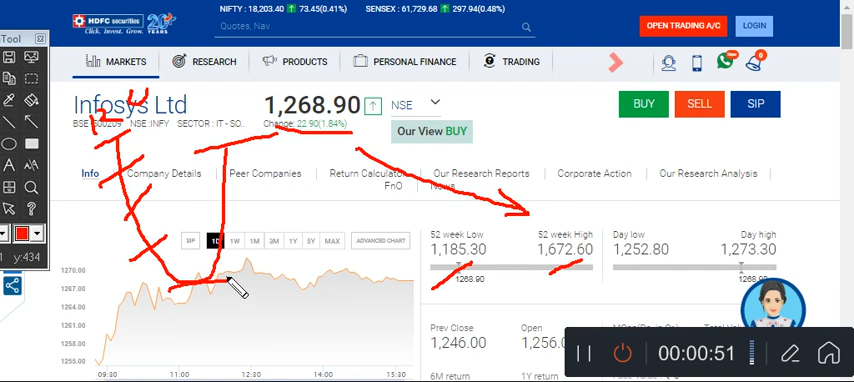 NIFTY : 18,203.40 73.45(0.41%) SENSEX : 61,729.68 297.94(0.48%)
HDFC securities
Click. Invest. Grow.
20 YEARS
Quotes, Nav
OPEN TRADING A/C
LOGIN
Tool
MARKETS RESEARCH PRODUCTS PERSONAL FINANCE TRADING
New
0
Infosys Ltd
1,268.90
NSE
BUY SELL SIP
BSE :500209 NSE :INFY SECTOR : IT - SO..
Change: 22.90(1.84%)
Our View BUY
Info Company Details Peer Companies Return Calculator Our Research Reports Corporate Action Our Research Analysis
FnO News
SIP 1D 1W 1M 3M 1Y 5Y MAX ADVANCED CHART
52 week Low 52 week High Day low Day high
1,185.30 1,672.60 1,252.80 1,273.30
1268.90 1268.90
1 y:434
1270.00
1267.00
1264.00
1261.00
1258.00
1255.00
09:30 11:00 12:30 14:00 15:30
Prev Close Open
1,246.00 1,256.0
6M return 1Y return
00:00:51